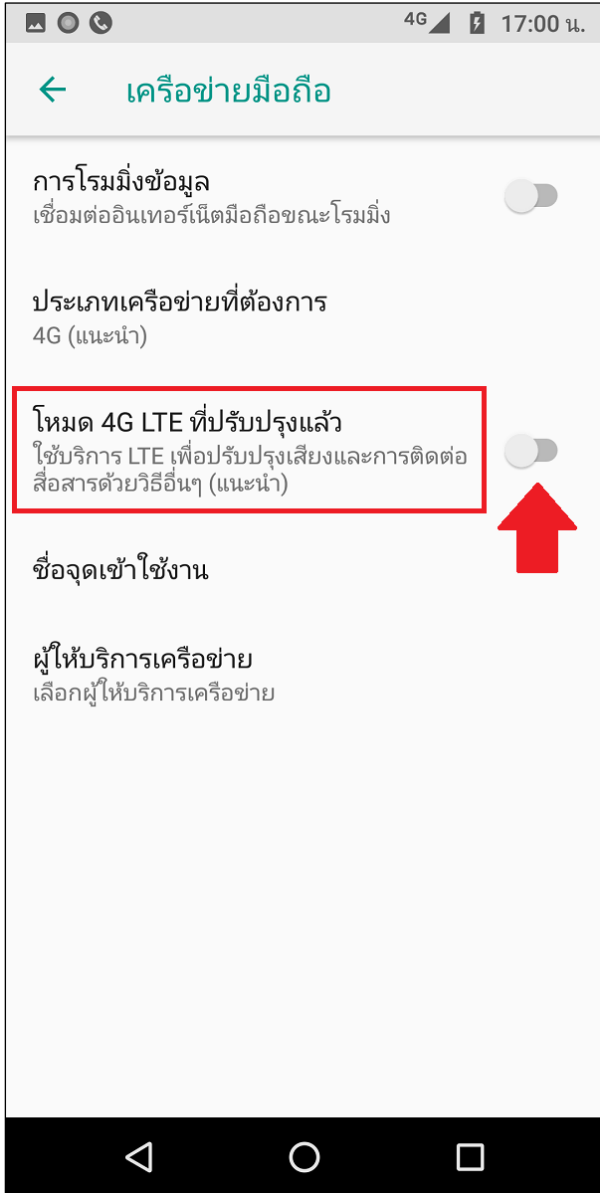 4G 17:00 น.
เครือข่ายมือถือ
การโรมมิ่งข้อมูล
เชื่อมต่ออินเทอร์เน็ตมือถือขณะโรมมิ่ง
ประเภทเครือข่ายที่ต้องการ
4G (แนะนำ)
โหมด 4G LTE ที่ปรับปรุงแล้ว
ใช้บริการ LTE เพื่อปรับปรุงเสียงและการติดต่อ
สื่อสารด้วยวิธีอื่นๆ (แนะนำ)
ชื่อจุดเข้าใช้งาน
ผู้ให้บริการเครือข่าย
เลือกผู้ให้บริการเครือข่าย